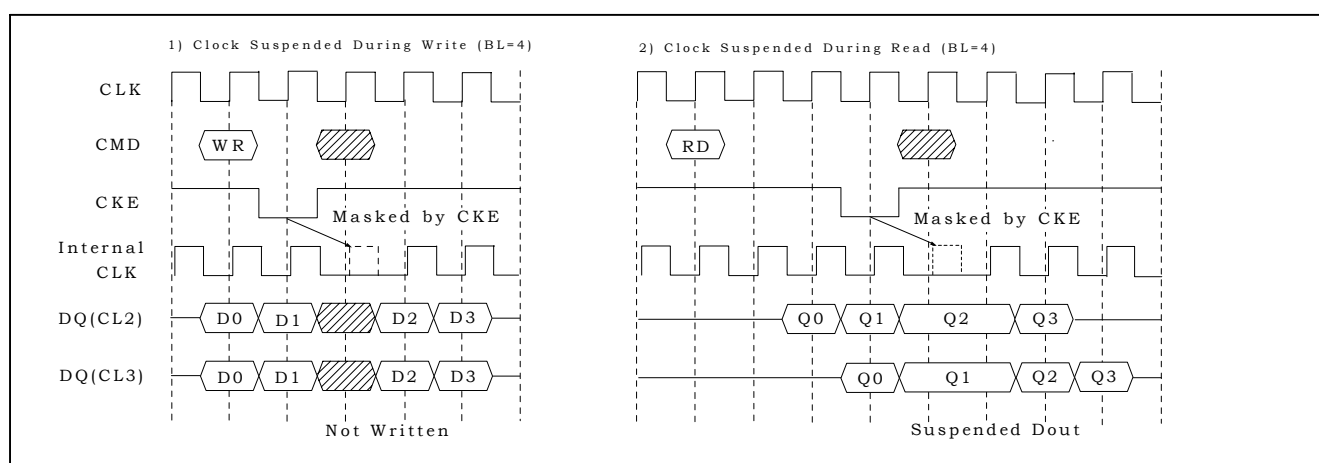 1) Clock Suspended During Write (BL=4)
2) Clock Suspended During Read (BL=4)
CLK
CMD
WR
RD
CKE
Masked by CKE
Masked by CKE
Internal
CLK
DQ(CL2)
D0 D1 D2 D3
Q0 Q1 Q2 Q3
DQ(CL3)
D0 D1 D2 D3
Q0 Q1 Q2 Q3
Not Written
Suspended Dout